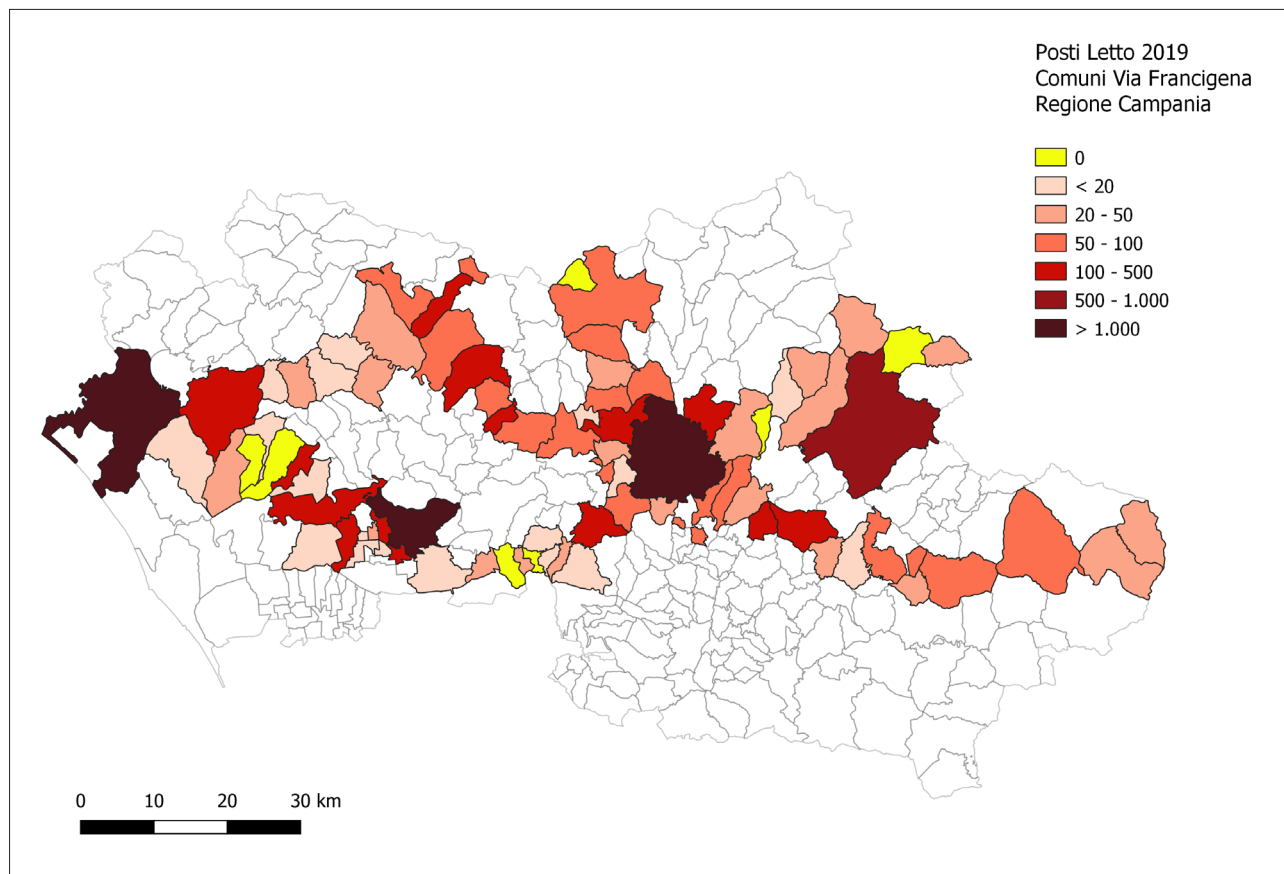 Posti Letto 2019
Comuni Via Francigena
Regione Campania
0
< 20
20 - 50
50 - 100
100 - 500
500 - 1.000
> 1.000
0 10 20 30 km